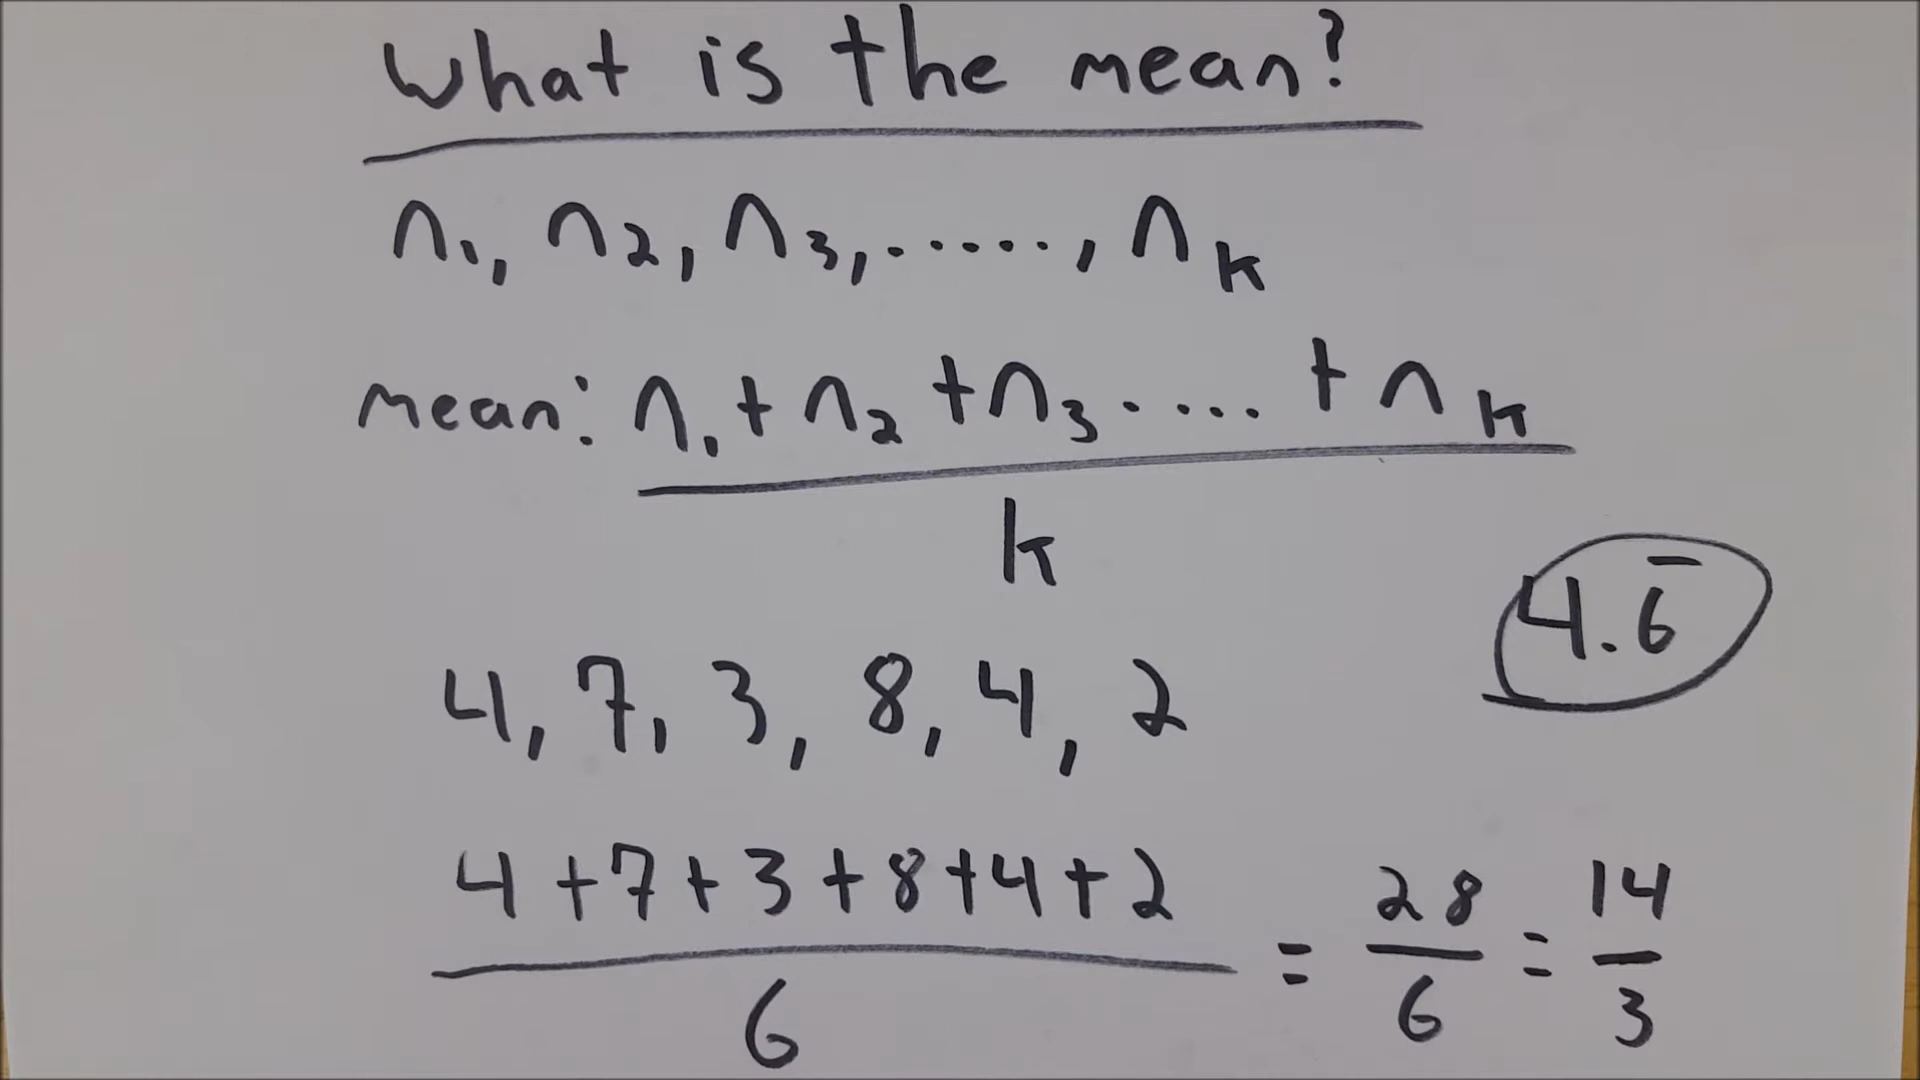 What is the mean?
n₁, n₂, n₃, ......, nₖ
mean: n₁ + n₂ + n₃ ..... + nₖ
k
4.6̅
4, 7, 3, 8, 4, 2
4 + 7 + 3 + 8 + 4 + 2 = 28 = 14
6 6 3